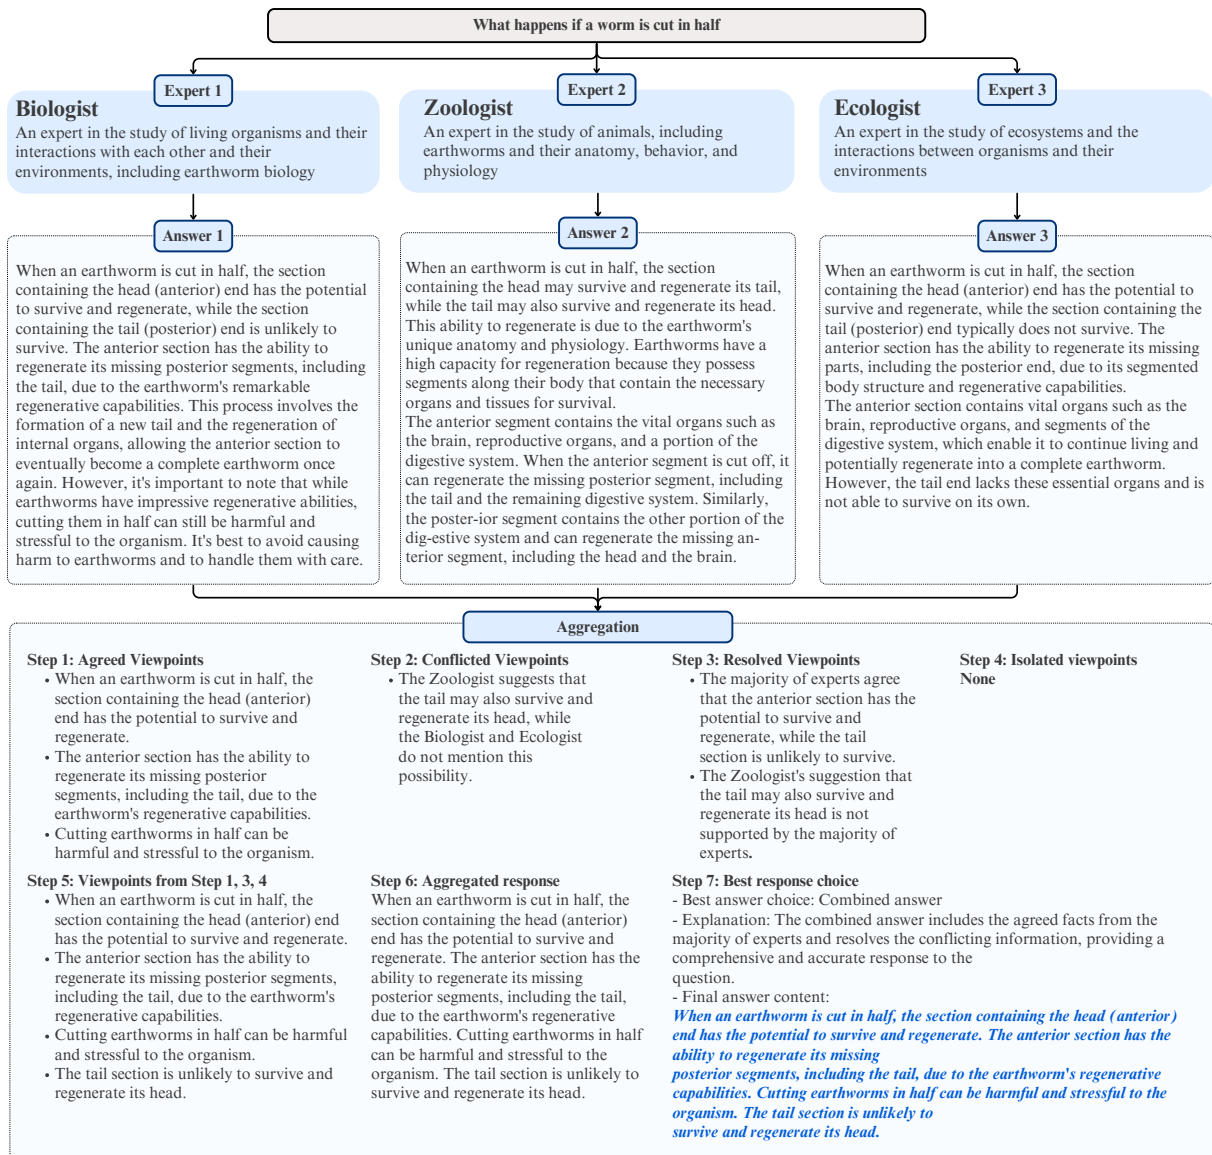 What happens if a worm is cut in half
Expert 1
Biologist
An expert in the study of living organisms and their
interactions with each other and their
environments, including earthworm biology
Expert 2
Zoologist
An expert in the study of animals, including
earthworms and their anatomy, behavior, and
physiology
Expert 3
Ecologist
An expert in the study of ecosystems and the
interactions between organisms and their
environments
Answer 1
When an earthworm is cut in half, the section
containing the head (anterior) end has the potential
to survive and regenerate, while the section
containing the tail (posterior) end is unlikely to
survive. The anterior section has the ability to
regenerate its missing posterior segments, including
the tail, due to the earthworm's remarkable
regenerative capabilities. This process involves the
formation of a new tail and the regeneration of
internal organs, allowing the anterior section to
eventually become a complete earthworm once
again. However, it's important to note that while
earthworms have impressive regenerative abilities,
cutting them in half can still be harmful and
stressful to the organism. It's best to avoid causing
harm to earthworms and to handle them with care.
Answer 2
When an earthworm is cut in half, the section
containing the head may survive and regenerate its tail,
while the tail may also survive and regenerate its head.
This ability to regenerate is due to the earthworm's
unique anatomy and physiology. Earthworms have a
high capacity for regeneration because they possess
segments along their body that contain the necessary
organs and tissues for survival.
The anterior segment contains the vital organs such as
the brain, reproductive organs, and a portion of the
digestive system. When the anterior segment is cut off, it
can regenerate the missing posterior segment, including
the tail and the remaining digestive system. Similarly,
the poster-ior segment contains the other portion of the
dig-estive system and can regenerate the missing an-
terior segment, including the head and the brain.
Answer 3
When an earthworm is cut in half, the section
containing the head (anterior) end has the potential to
survive and regenerate, while the section containing the
tail (posterior) end typically does not survive. The
anterior section has the ability to regenerate its missing
parts, including the posterior end, due to its segmented
body structure and regenerative capabilities.
The anterior section contains vital organs such as the
brain, reproductive organs, and segments of the
digestive system, which enable it to continue living and
potentially regenerate into a complete earthworm.
However, the tail end lacks these essential organs and is
not able to survive on its own.
Aggregation
Step 1: Agreed Viewpoints
• When an earthworm is cut in half, the
section containing the head (anterior)
end has the potential to survive and
regenerate.
• The anterior section has the ability to
regenerate its missing posterior
segments, including the tail, due to the
earthworm's regenerative capabilities.
• Cutting earthworms in half can be
harmful and stressful to the organism.
Step 2: Conflicted Viewpoints
• The Zoologist suggests that
the tail may also survive and
regenerate its head, while
the Biologist and Ecologist
do not mention this
possibility.
Step 3: Resolved Viewpoints
• The majority of experts agree
that the anterior section has the
potential to survive and
regenerate, while the tail
section is unlikely to survive.
• The Zoologist's suggestion that
the tail may also survive and
regenerate its head is not
supported by the majority of
experts.
Step 4: Isolated viewpoints
None
Step 5: Viewpoints from Step 1, 3, 4
• When an earthworm is cut in half, the
section containing the head (anterior) end
has the potential to survive and regenerate.
• The anterior section has the ability to
regenerate its missing posterior segments,
including the tail, due to the earthworm's
regenerative capabilities.
• Cutting earthworms in half can be harmful
and stressful to the organism.
• The tail section is unlikely to survive and
regenerate its head.
Step 6: Aggregated response
When an earthworm is cut in half, the
section containing the head (anterior)
end has the potential to survive and
regenerate. The anterior section has the
ability to regenerate its missing
posterior segments, including the tail,
due to the earthworm's regenerative
capabilities. Cutting earthworms in half
can be harmful and stressful to the
organism. The tail section is unlikely to
survive and regenerate its head.
Step 7: Best response choice
- Best answer choice: Combined answer
- Explanation: The combined answer includes the agreed facts from the
majority of experts and resolves the conflicting information, providing a
comprehensive and accurate response to the
question.
- Final answer content:
When an earthworm is cut in half, the section containing the head (anterior)
end has the potential to survive and regenerate. The anterior section has the
ability to regenerate its missing
posterior segments, including the tail, due to the earthworm's regenerative
capabilities. Cutting earthworms in half can be harmful and stressful to the
organism. The tail section is unlikely to
survive and regenerate its head.